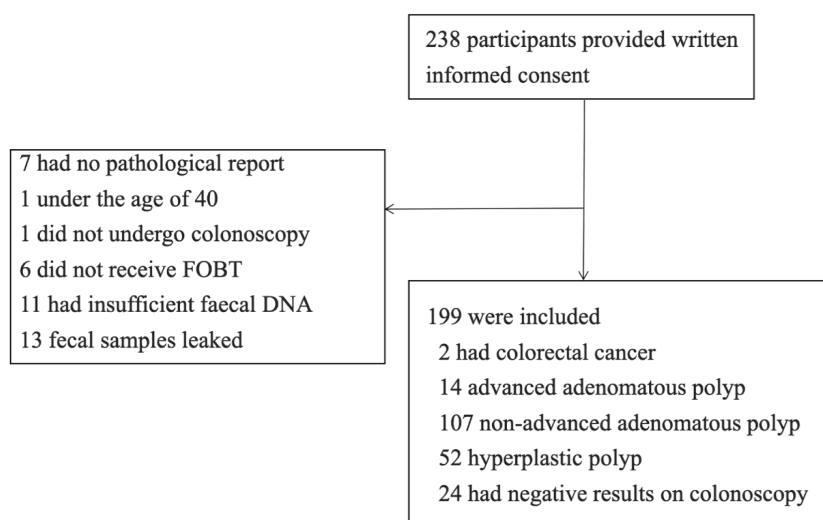 238 participants provided written
informed consent
7 had no pathological report
1 under the age of 40
1 did not undergo colonoscopy
6 did not receive FOBT
11 had insufficient faecal DNA
13 fecal samples leaked
199 were included
2 had colorectal cancer
14 advanced adenomatous polyp
107 non-advanced adenomatous polyp
52 hyperplastic polyp
24 had negative results on colonoscopy